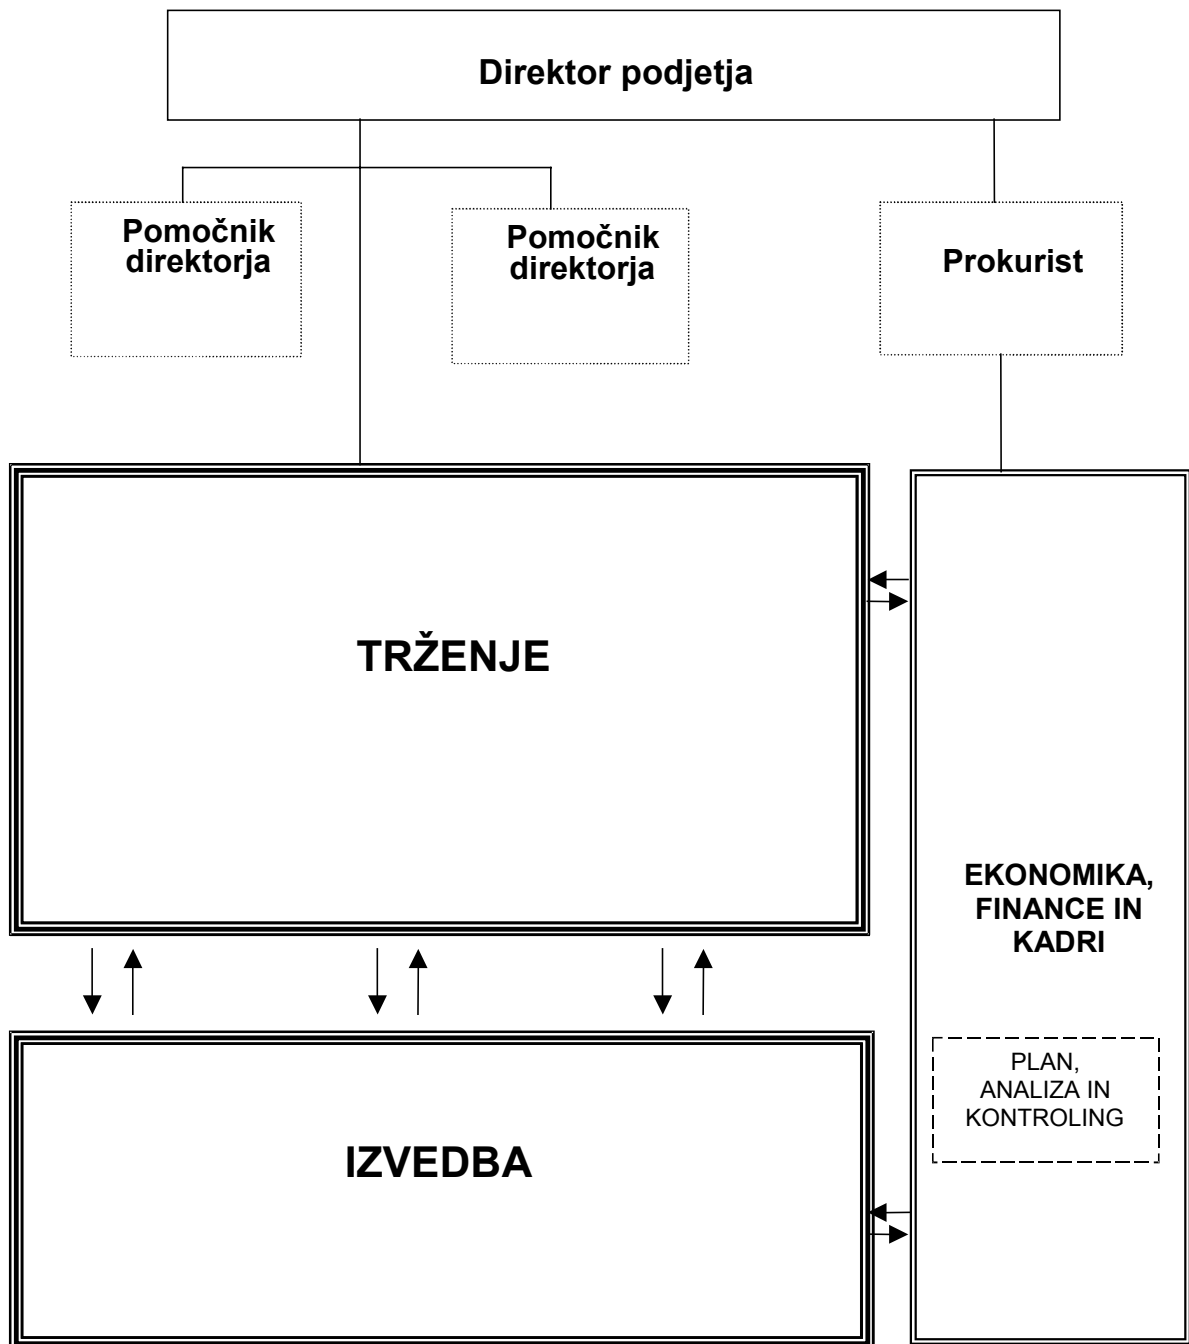 Direktor podjetja
Pomočnik
direktorja
Pomočnik
direktorja
Prokurist
TRŽENJE
EKONOMIKA,
FINANCE IN
KADRI
PLAN,
ANALIZA IN
KONTROLING
IZVEDBA